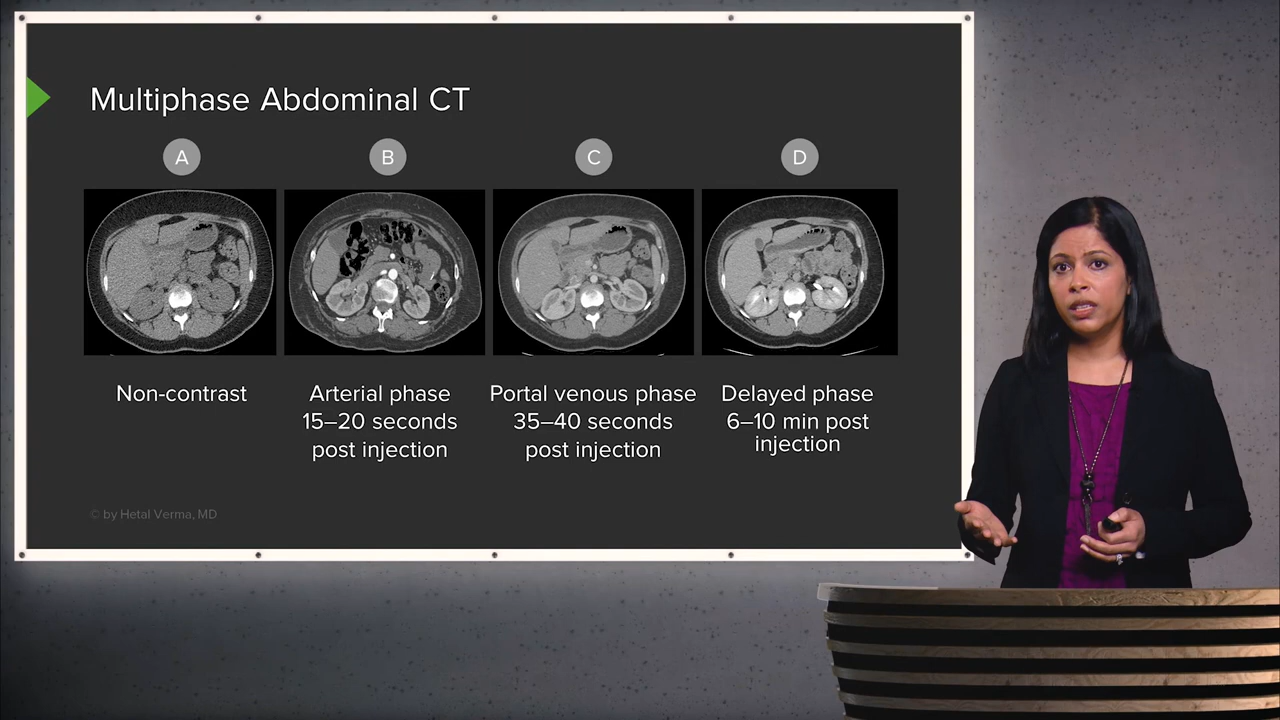 Multiphase Abdominal CT
A
B
C
D
Non-contrast
Arterial phase
15–20 seconds
post injection
Portal venous phase
35–40 seconds
post injection
Delayed phase
6–10 min post
injection
© by Hetal Verma, MD